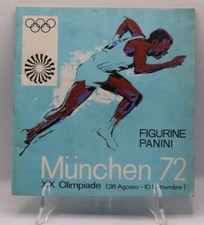 FIGURINE
PANINI
München 72
XX Olimpiade (26 Agosto - 10 Settembre)